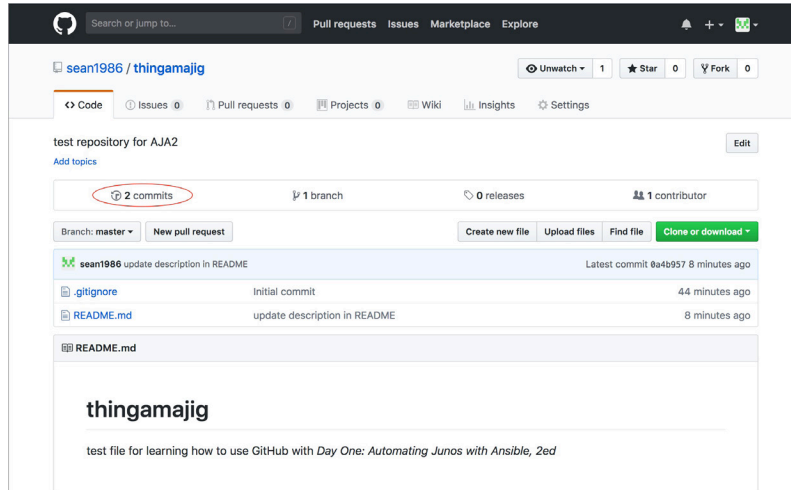 Search or jump to... / Pull requests Issues Marketplace Explore
sean1986 / thingamajig Unwatch 1 Star 0 Fork 0
Code Issues 0 Pull requests 0 Projects 0 Wiki Insights Settings
test repository for AJA2 Edit
Add topics
2 commits 1 branch 0 releases 1 contributor
Branch: master New pull request Create new file Upload files Find file Clone or download
sean1986 update description in README Latest commit 0a4b957 8 minutes ago
.gitignore Initial commit 44 minutes ago
README.md update description in README 8 minutes ago
README.md
thingamajig
test file for learning how to use GitHub with Day One: Automating Junos with Ansible, 2ed